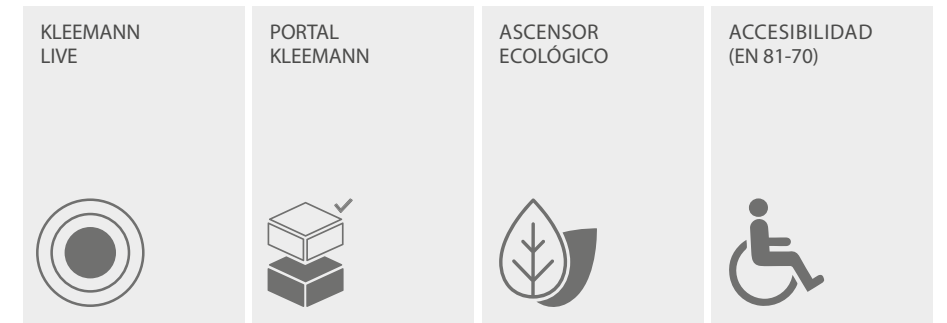 KLEEMANN
LIVE
PORTAL
KLEEMANN
ASCENSOR
ECOLÓGICO
ACCESIBILIDAD
(EN 81-70)